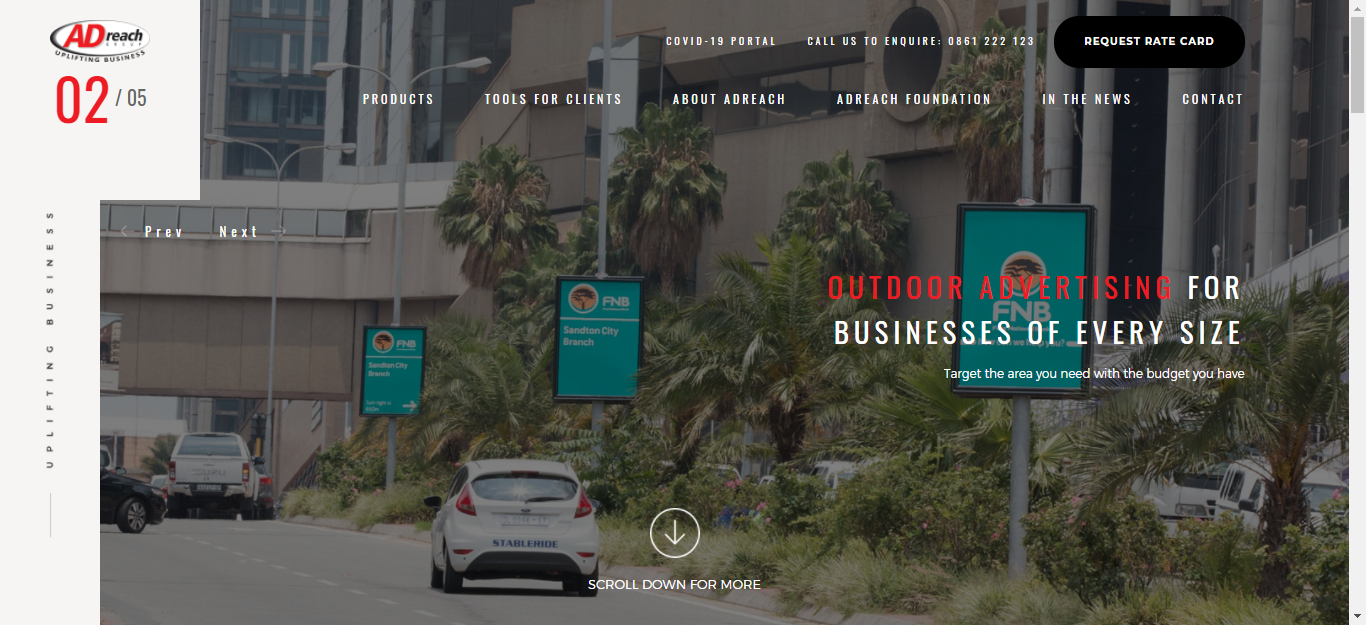 ADreach
GROUP
UPLIFTING BUSINESS
02 / 05
COVID-19 PORTAL
CALL US TO ENQUIRE: 0861 222 123
REQUEST RATE CARD
PRODUCTS
TOOLS FOR CLIENTS
ABOUT ADREACH
ADREACH FOUNDATION
IN THE NEWS
CONTACT
UPLIFTING BUSINESS
Prev
Next
OUTDOOR ADVERTISING FOR
BUSINESSES OF EVERY SIZE
Target the area you need with the budget you have
FNB
FNB
Sandton City
Branch
FNB
Sandton City
Branch
STABLERIDE
SCROLL DOWN FOR MORE